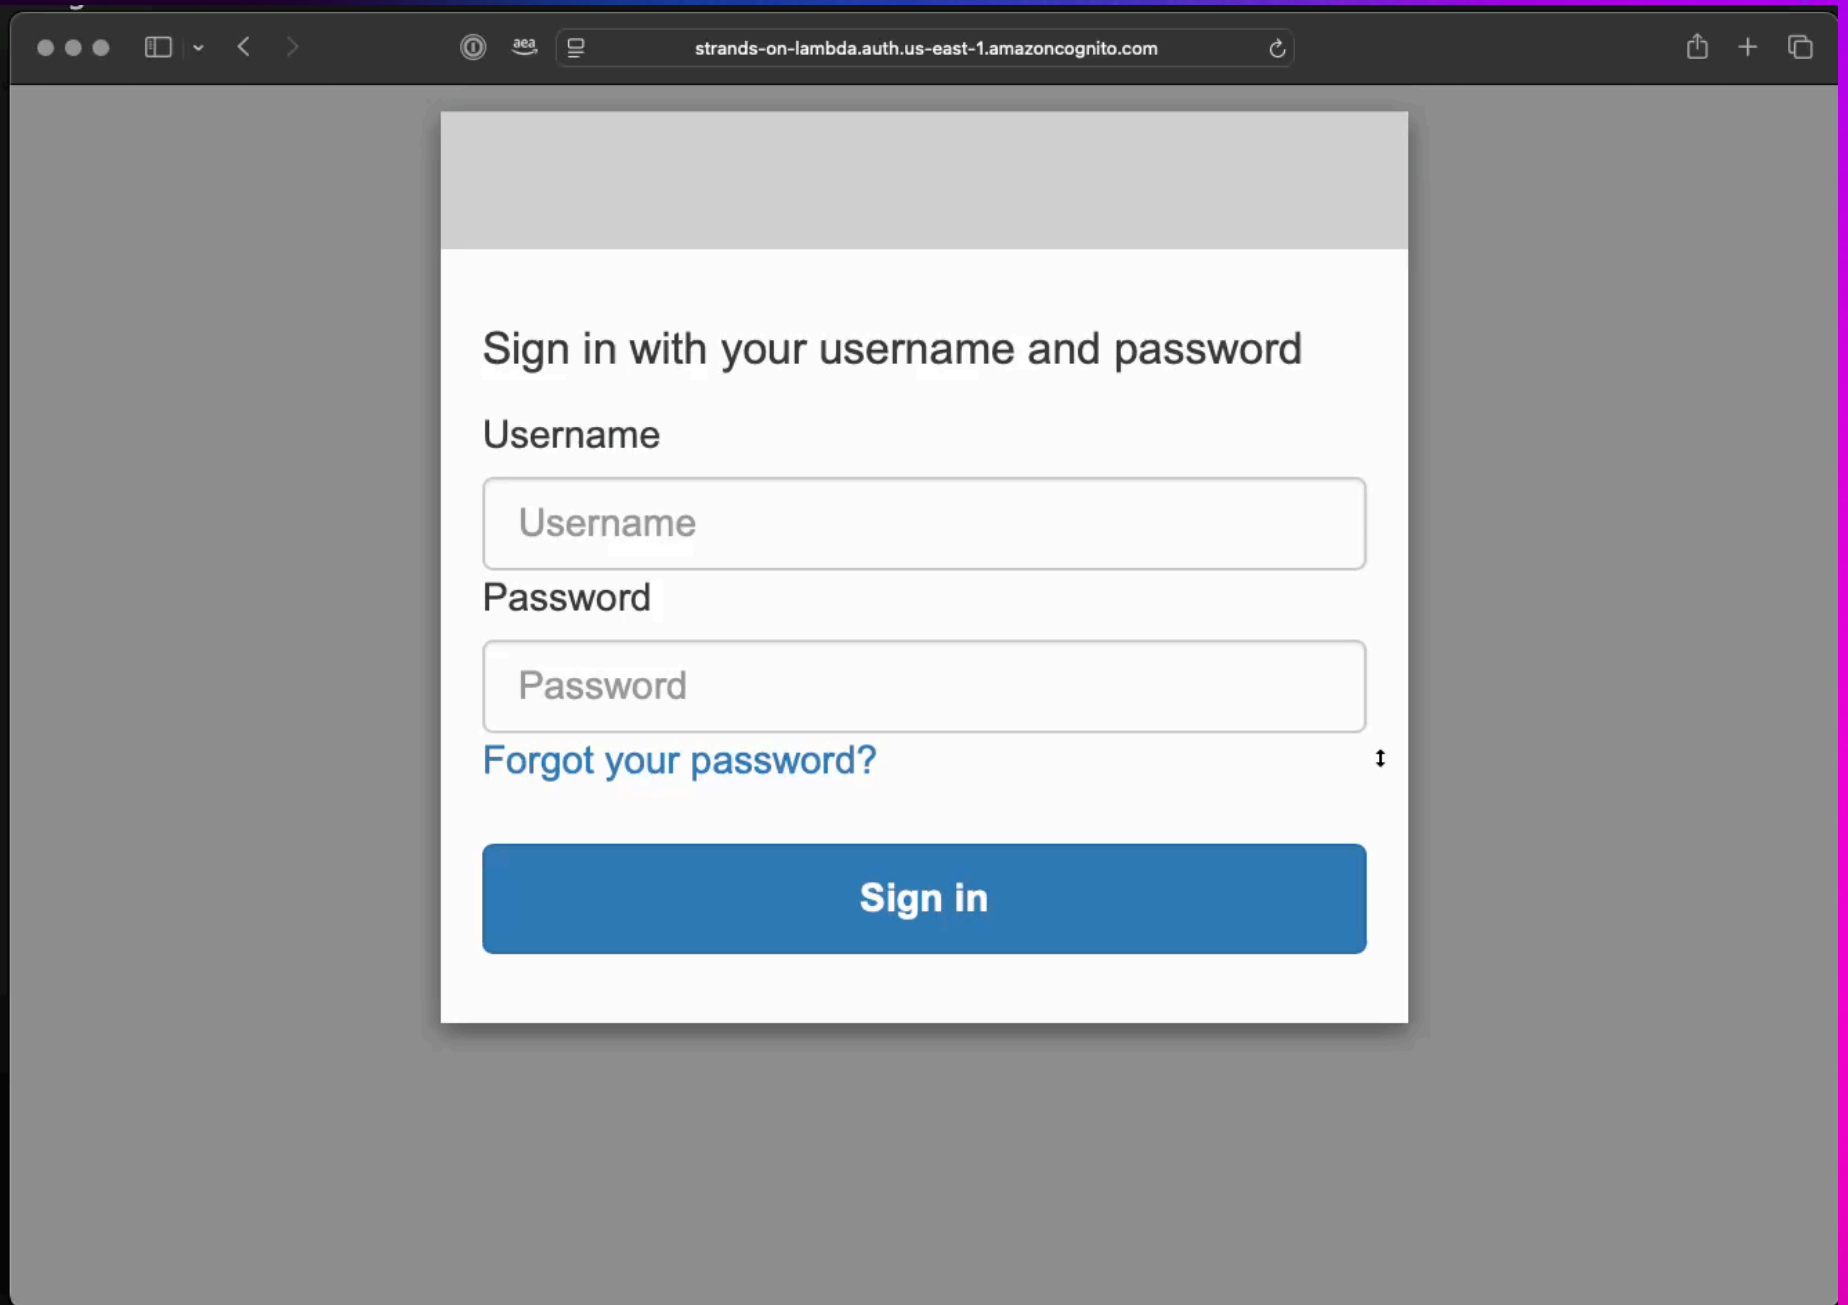 aea
strands-on-lambda.auth.us-east-1.amazoncognito.com
Sign in with your username and password
Username
Username
Password
Password
Forgot your password?
Sign in